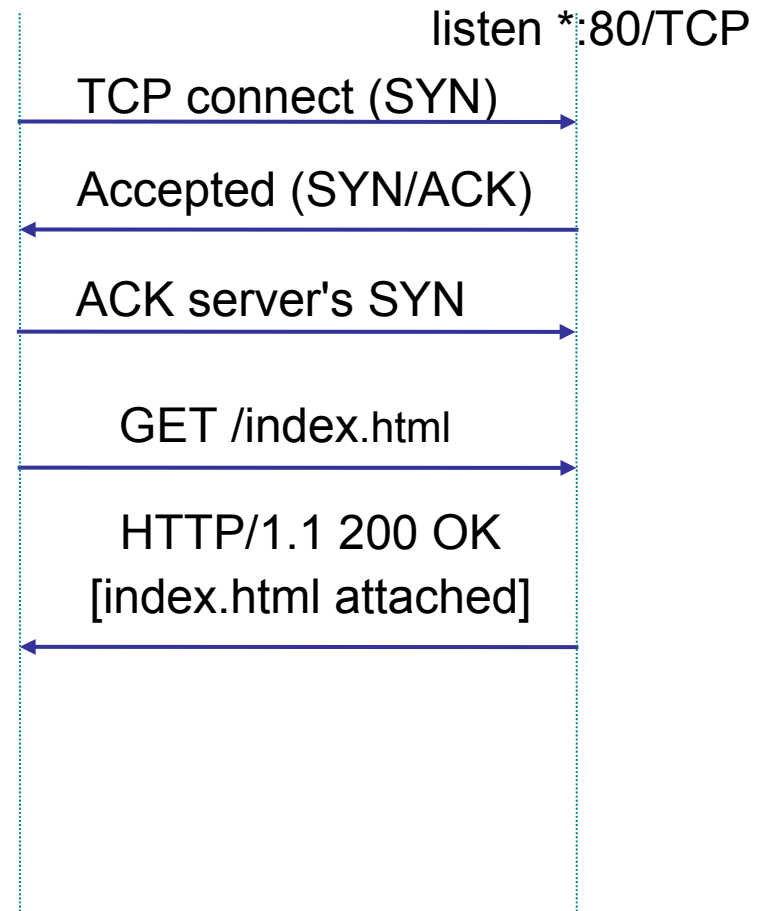 listen *:80/TCP
TCP connect (SYN)
Accepted (SYN/ACK)
ACK server's SYN
GET /index.html
HTTP/1.1 200 OK
[index.html attached]